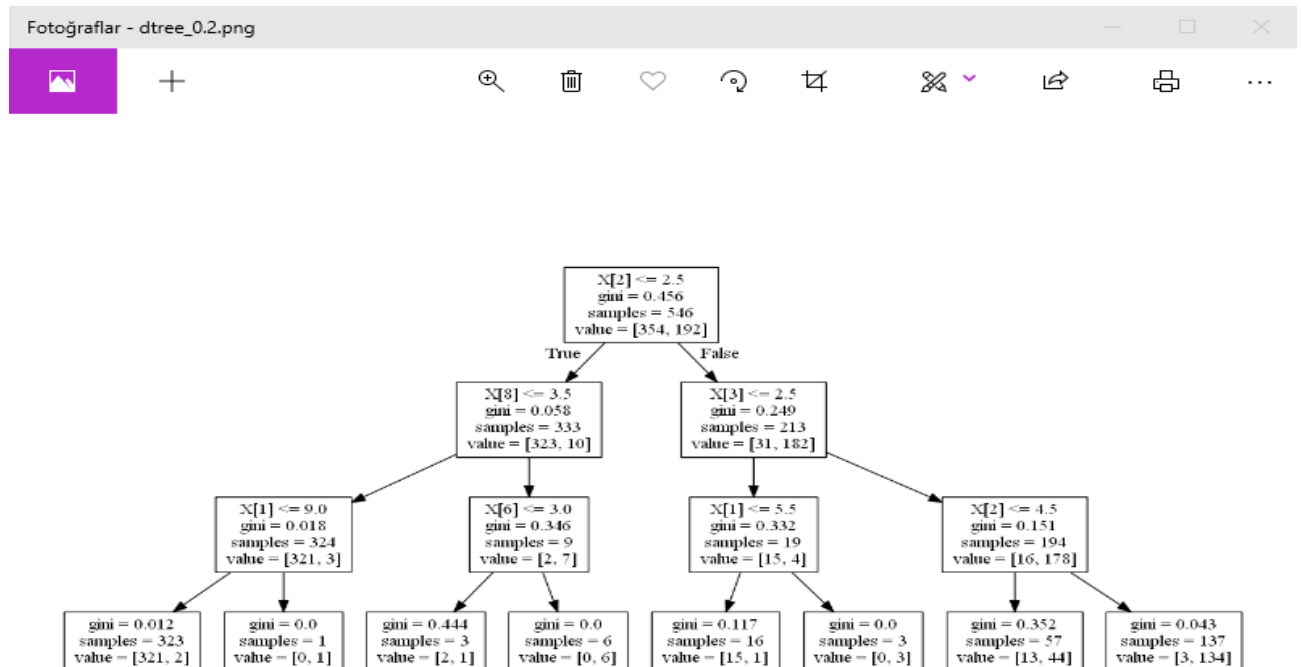 Fotoğraflar - dtree_0.2.png
X[2] <= 2.5
gini = 0.456
samples = 546
value = [354, 192]
True
False
X[8] <= 3.5
gini = 0.058
samples = 333
value = [323, 10]
X[3] <= 2.5
gini = 0.249
samples = 213
value = [31, 182]
X[1] <= 9.0
gini = 0.018
samples = 324
value = [321, 3]
X[6] <= 3.0
gini = 0.346
samples = 9
value = [2, 7]
X[1] <= 5.5
gini = 0.332
samples = 19
value = [15, 4]
X[2] <= 4.5
gini = 0.151
samples = 194
value = [16, 178]
gini = 0.012
samples = 323
value = [321, 2]
gini = 0.0
samples = 1
value = [0, 1]
gini = 0.444
samples = 3
value = [2, 1]
gini = 0.0
samples = 6
value = [0, 6]
gini = 0.117
samples = 16
value = [15, 1]
gini = 0.0
samples = 3
value = [0, 3]
gini = 0.352
samples = 57
value = [13, 44]
gini = 0.043
samples = 137
value = [3, 134]